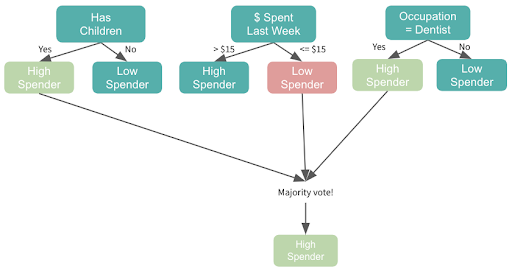 Has
Children
$ Spent
Last Week
Occupation
= Dentist
Yes
No
> $15
<= $15
Yes
No
High
Spender
Low
Spender
High
Spender
Low
Spender
High
Spender
Low
Spender
Majority vote!
High
Spender